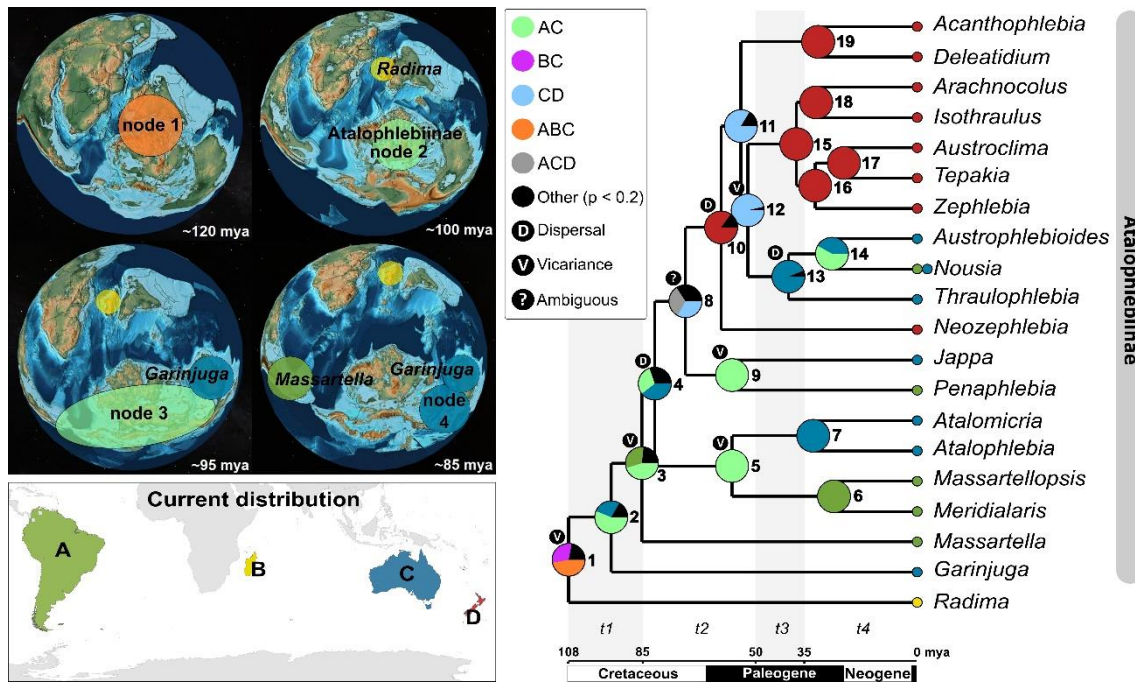 node 1
~120 mya
Radima
Atalophlebiinae
node 2
~100 mya
Garinjuga
node 3
~95 mya
Massartella
Garinjuga
node
4
~85 mya
Current distribution
A
B
C
D
AC
BC
CD
ABC
ACD
Other (p < 0.2)
D Dispersal
V Vicariance
? Ambiguous
Acanthophlebia
19
Deleatidium
Arachnocolus
18
Isothraulus
11
15
Austroclima
17
Tepakia
16
V
12
Zephlebia
D
10
Austrophlebioides
D
14
Nousia
13
Thraulophlebia
?
8
Neozephlebia
Jappa
V
9
Penaphlebia
D
4
Atalomicria
7
Atalophlebia
V
5
V
3
Massartellopsis
6
Meridialaris
2
Massartella
V
1
Garinjuga
Radima
Atalophlebiinae
t1 t2 t3 t4
108 85 50 35 0 mya
Cretaceous Paleogene Neogene